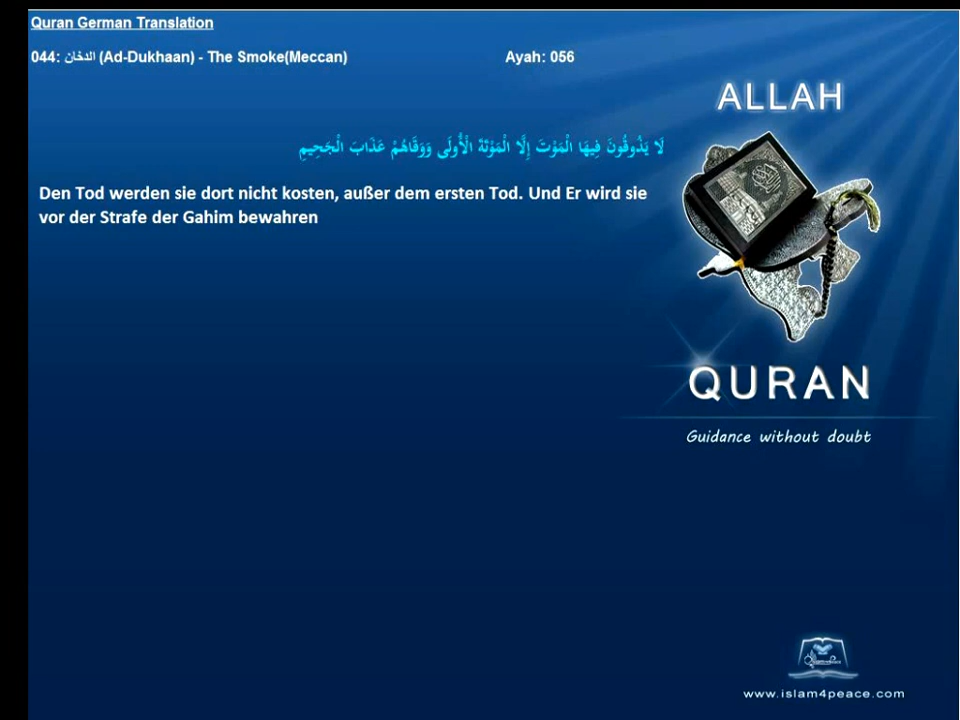 Quran German Translation
044: الدخان (Ad-Dukhaan) - The Smoke(Meccan) Ayah: 056
ALLAH
لَا يَذُوقُونَ فِيهَا الْمَوْتَ إِلَّا الْمَوْتَةَ الْأُولَى وَوَقَاهُمْ عَذَابَ الْجَحِيمِ
Den Tod werden sie dort nicht kosten, außer dem ersten Tod. Und Er wird sie
vor der Strafe der Gahim bewahren
QURAN
Guidance without doubt
www.islam4peace.com